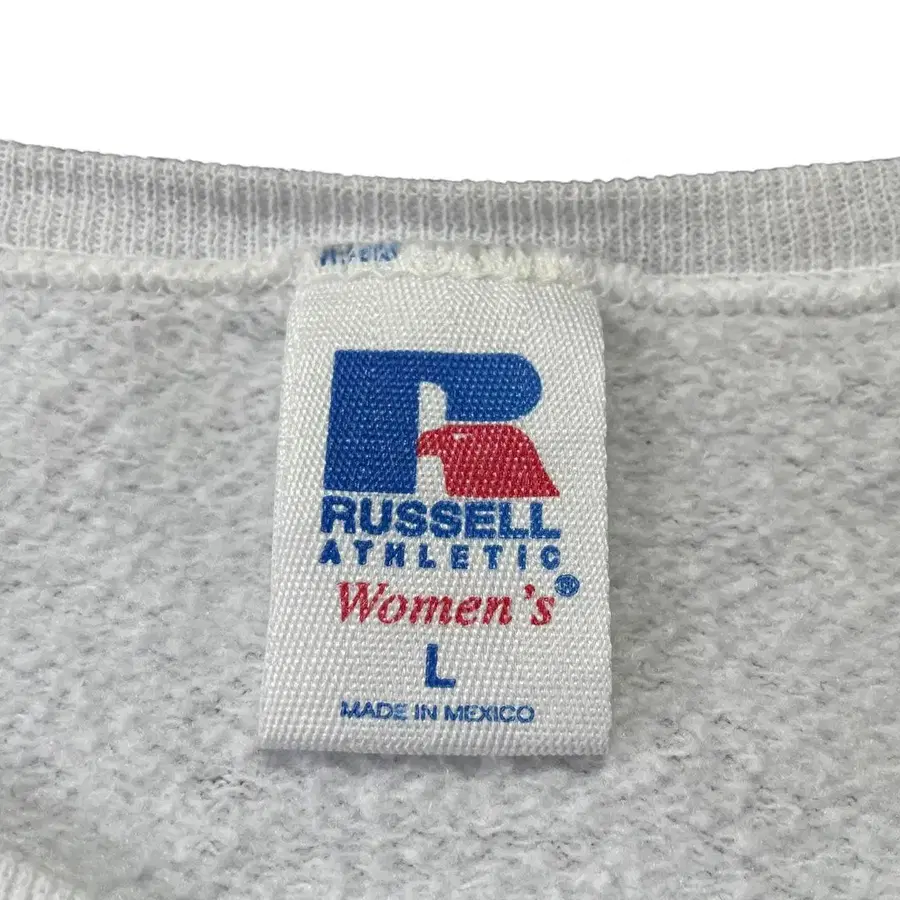 RUSSELL
ATHLETIC
Women's®
L
MADE IN MEXICO